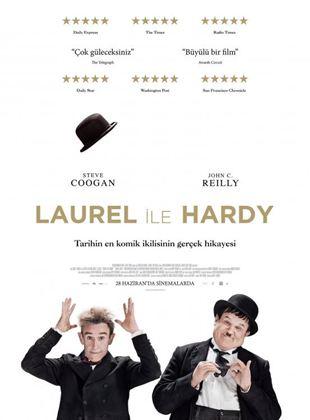 ★★★★★ ★★★★★ ★★★★★
Daily Express The Times Radio Times
"Çok güleceksiniz" "Büyülü bir film"
The Telegraph Awards Circuit
★★★★★ ★★★★★ ★★★★★
Daily Star Washington Post San Francisco Chronicle
STEVE JOHN C.
COOGAN REILLY
LAUREL İLE HARDY
Tarihin en komik ikilisinin gerçek hikayesi
28 HAZİRAN'DA SİNEMALARDA